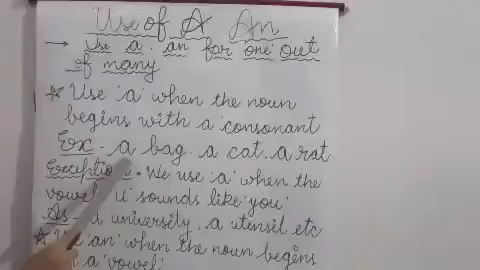 Use of A An
→ Use a, an for one out
of many
☆ Use 'a' when the noun
begins with a consonant
Ex - a bag, a cat, a rat
Exception - We use 'a' when the
vowel 'u' sounds like 'you'
As - a university, a utensil etc
☆ Use 'an' when the noun begins
a vowel'